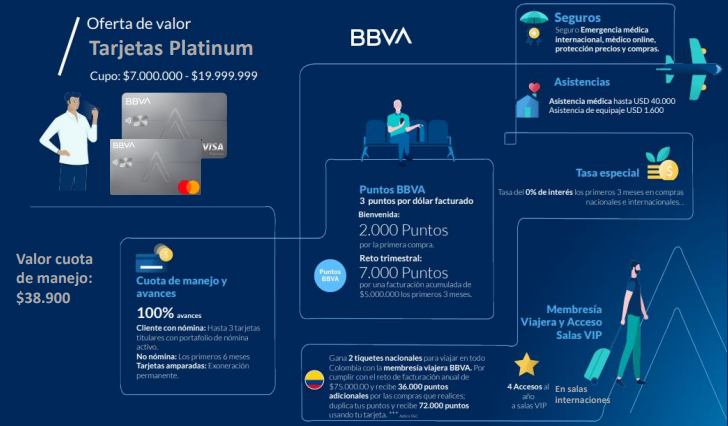 Oferta de valor
Tarjetas Platinum
Cupo: $7.000.000 - $19.999.999
BBVA
VISA
BBVA
BBVA
Seguros
Seguro Emergencia médica
internacional, médico online,
protección precios y compras.
Asistencias
Asistencia médica hasta USD 40.000
Asistencia de equipaje USD 1.600
Tasa especial
Tasa del 0% de interés los primeros 3 meses en compras
nacionales e internacionales...
Puntos BBVA
3 puntos por dólar facturado
Bienvenida:
2.000 Puntos
por la primera compra.
Reto trimestral:
7.000 Puntos
por una facturación acumulada de
$5.000.000 los primeros 3 meses.
Puntos
BBVA
Valor cuota
de manejo:
$38.900
Cuota de manejo y
avances
100% avances
Cliente con nómina: Hasta 3 tarjetas
titulares con portafolio de nómina
activo.
No nómina: Los primeros 6 meses
Tarjetas amparadas: Exoneración
permanente.
Membresía
Viajera y Acceso
Salas VIP
Gana 2 tiquetes nacionales para viajar en todo
Colombia con la membresía viajera BBVA. Por
cumplir con el reto de facturación anual de
$75.000.00 y recibe 36.000 puntos
adicionales por las compras que realices;
duplica tus puntos y recibe 72.000 puntos
usando tu tarjeta. ***
4 Accesos al
año
a salas VIP
En salas
internaciones